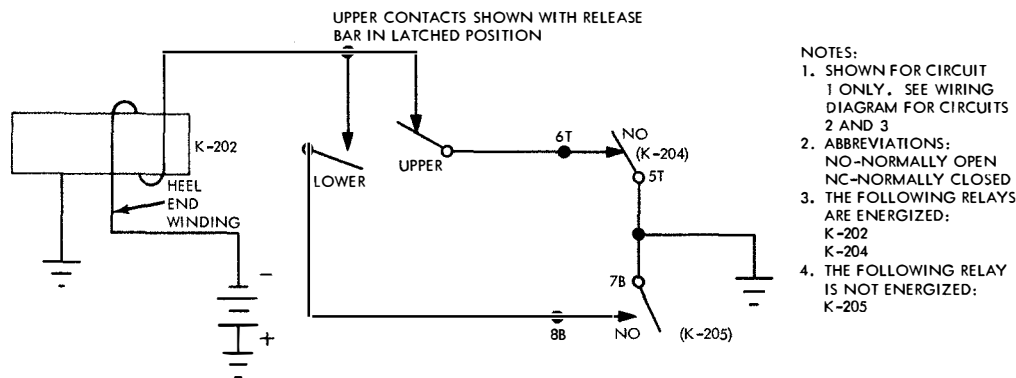 UPPER CONTACTS SHOWN WITH RELEASE
BAR IN LATCHED POSITION
K-202
HEEL
END
WINDING
-
+
LOWER
UPPER
6T
NO
(K-204)
5T
7B
8B
NO
(K-205)
NOTES:
1. SHOWN FOR CIRCUIT
1 ONLY. SEE WIRING
DIAGRAM FOR CIRCUITS
2 AND 3
2. ABBREVIATIONS:
NO-NORMALLY OPEN
NC-NORMALLY CLOSED
3. THE FOLLOWING RELAYS
ARE ENERGIZED:
K-202
K-204
4. THE FOLLOWING RELAY
IS NOT ENERGIZED:
K-205